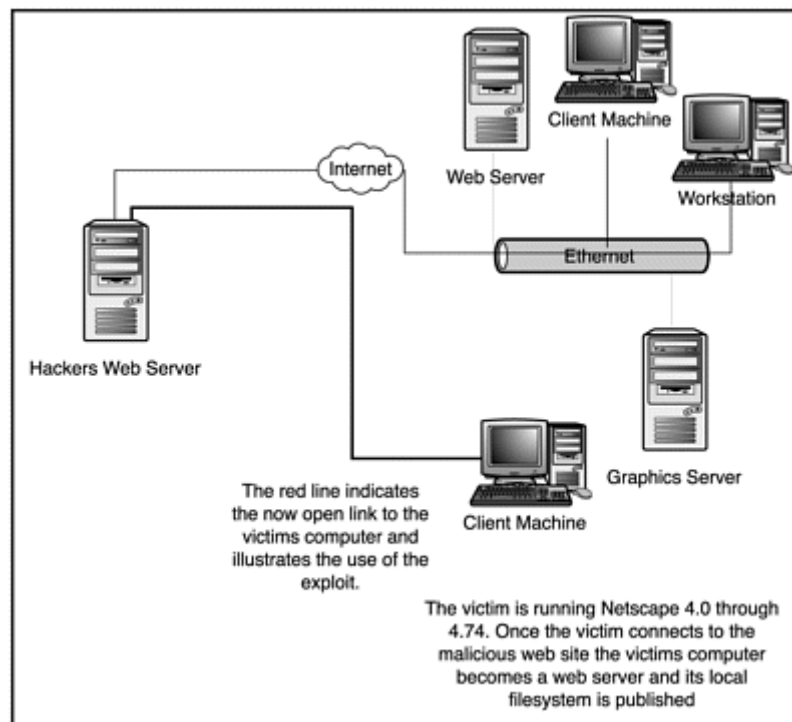 Client Machine
Web Server
Internet
Workstation
Ethernet
Hackers Web Server
Graphics Server
Client Machine
The red line indicates
the now open link to the
victims computer and
illustrates the use of the
exploit.
The victim is running Netscape 4.0 through
4.74. Once the victim connects to the
malicious web site the victims computer
becomes a web server and its local
filesystem is published